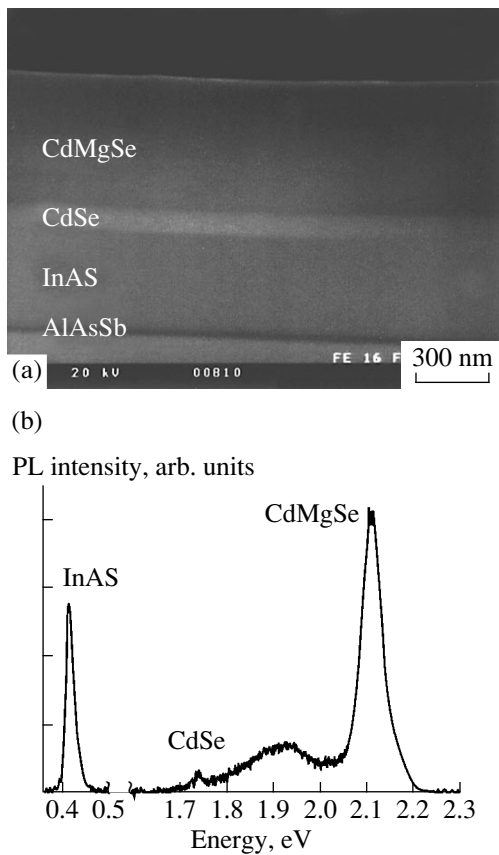 CdMgSe
CdSe
InAS
AlAsSb
FE 16 F
20 kV 00810
300 nm
(a)
(b)
PL intensity, arb. units
CdMgSe
InAS
CdSe
0.4 0.5 1.7 1.8 1.9 2.0 2.1 2.2 2.3
Energy, eV